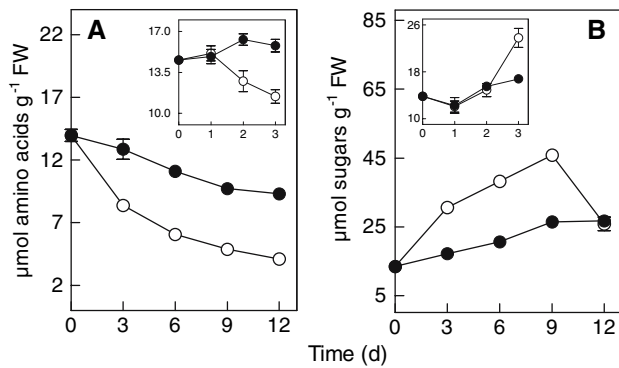 A
22
18
14
12
7
2
0 3 6 9 12
µmol amino acids g⁻¹ FW
17.0
13.5
10.0
0 1 2 3
B
85
65
45
25
5
0 3 6 9 12
µmol sugars g⁻¹ FW
26
18
10
0 1 2 3
Time (d)